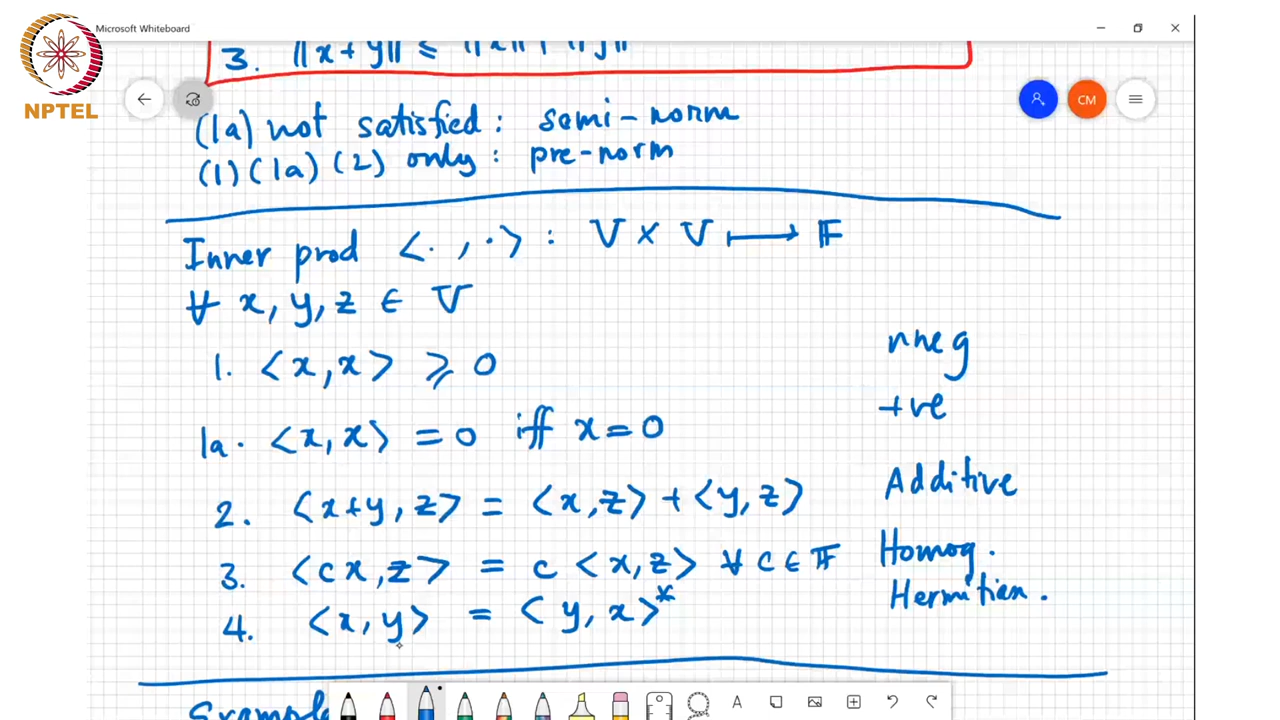 Microsoft Whiteboard
3. ||x+y|| ≤ ||x|| + ||y||
NPTEL
CM
(1a) not satisfied : semi-norm
(1)(1a)(2) only : pre-norm
Inner prod <·,·> : V × V ⟼ F
∀ x, y, z ∈ V
1. <x,x> ⩾ 0 nneg
1a. <x,x> = 0 iff x=0 +ve
2. <x+y,z> = <x,z> + <y,z> Additive
3. <cx,z> = c <x,z> ∀ c ∈ F Homog.
4. <x,y> = <y,x>* Hermitian.
Example
A